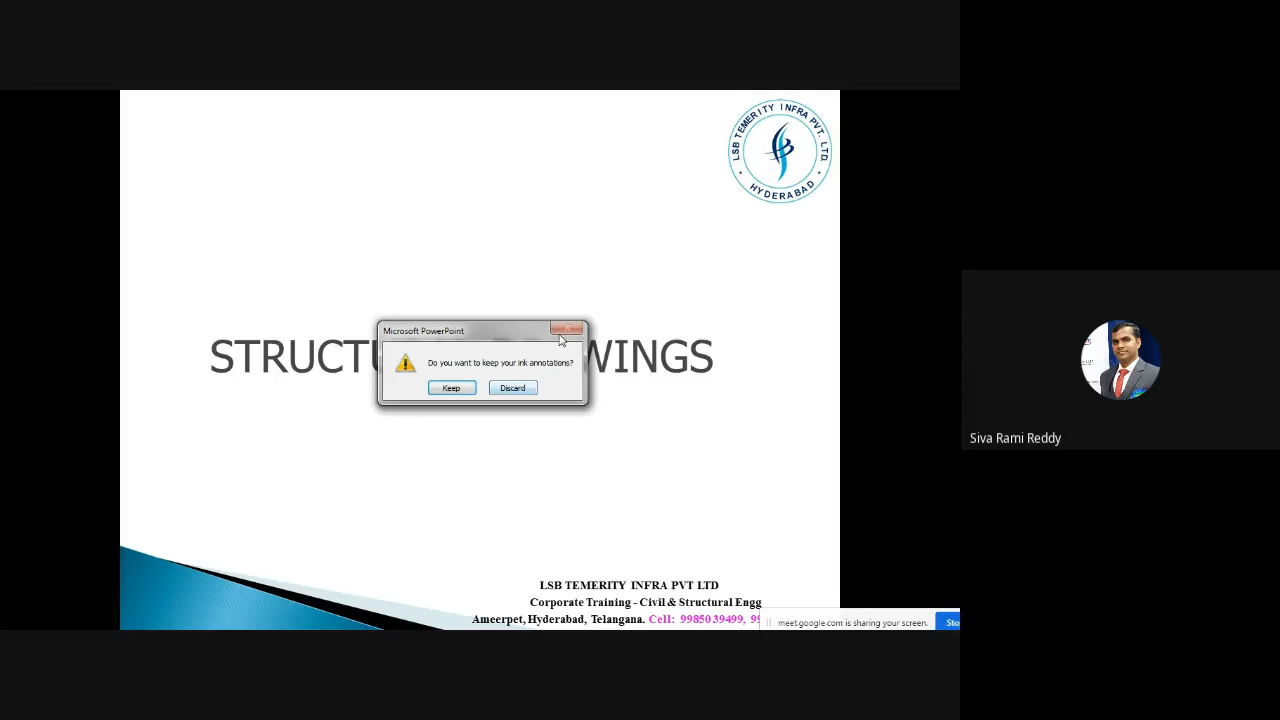 LSB TEMERITY INFRA PVT. LTD.
HYDERABAD
Microsoft PowerPoint
STRUCTU WINGS
Do you want to keep your ink annotations?
Keep Discard
Siva Rami Reddy
LSB TEMERITY INFRA PVT LTD
Corporate Training - Civil & Structural Engg
Ameerpet, Hyderabad, Telangana. Cell: 9985039499, 99
meet.google.com is sharing your screen. Sto